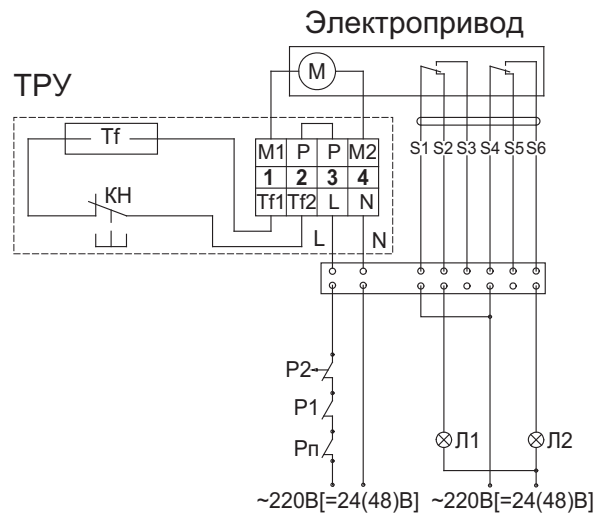 Электропривод
M
ТРУ
Tf
M1 P P M2
1 2 3 4
Tf1 Tf2 L N
КН
S1 S2 S3 S4 S5 S6
L N
P2
P1
Pп
Л1 Л2
~220В[=24(48)В] ~220В[=24(48)В]